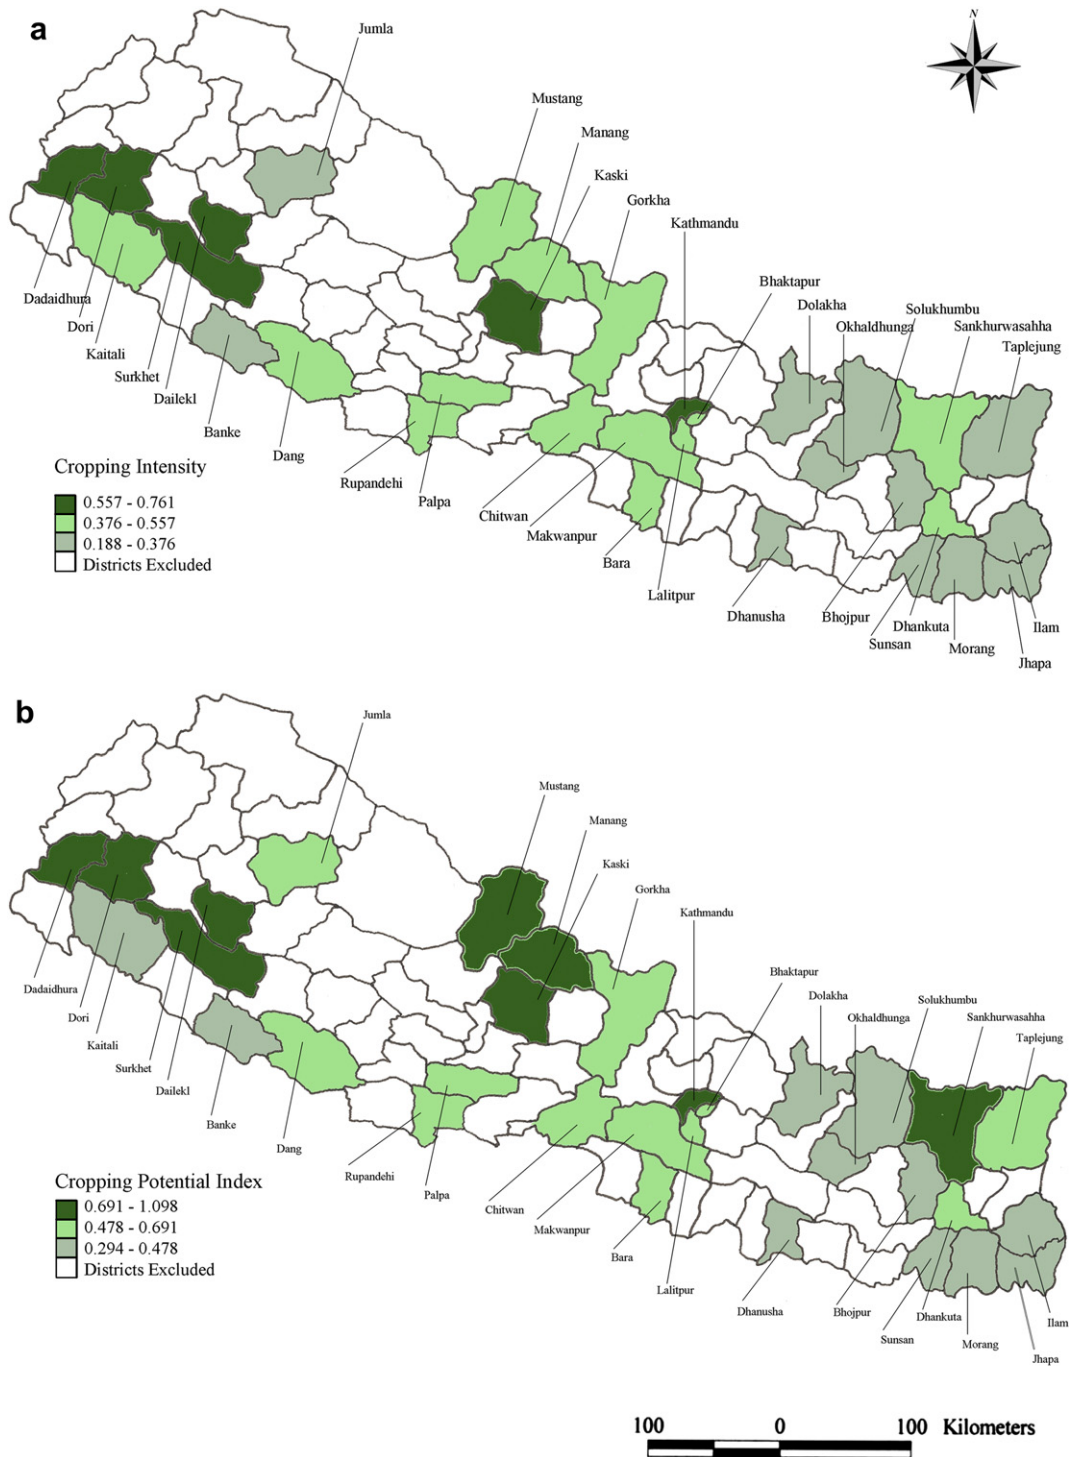 a
N
Jumla
Mustang
Manang
Kaski
Gorkha
Kathmandu
Bhaktapur
Dolakha
Solukhumbu
Okhaldhunga
Sankhurwasahha
Taplejung
Dadaidhura
Dori
Kaitali
Surkhet
Dailekl
Banke
Dang
Rupandehi
Palpa
Chitwan
Makwanpur
Bara
Lalitpur
Dhanusha
Bhojpur
Sunsan
Dhankuta
Morang
Ilam
Jhapa
Cropping Intensity
0.557 - 0.761
0.376 - 0.557
0.188 - 0.376
Districts Excluded
b
Jumla
Mustang
Manang
Kaski
Gorkha
Kathmandu
Bhaktapur
Dolakha
Solukhumbu
Okhaldhunga
Sankhurwasahha
Taplejung
Dadaidhura
Dori
Kaitali
Surkhet
Dailekl
Banke
Dang
Rupandehi
Palpa
Chitwan
Makwanpur
Bara
Lalitpur
Dhanusha
Bhojpur
Sunsan
Dhankuta
Morang
Ilam
Jhapa
Cropping Potential Index
0.691 - 1.098
0.478 - 0.691
0.294 - 0.478
Districts Excluded
100 0 100 Kilometers